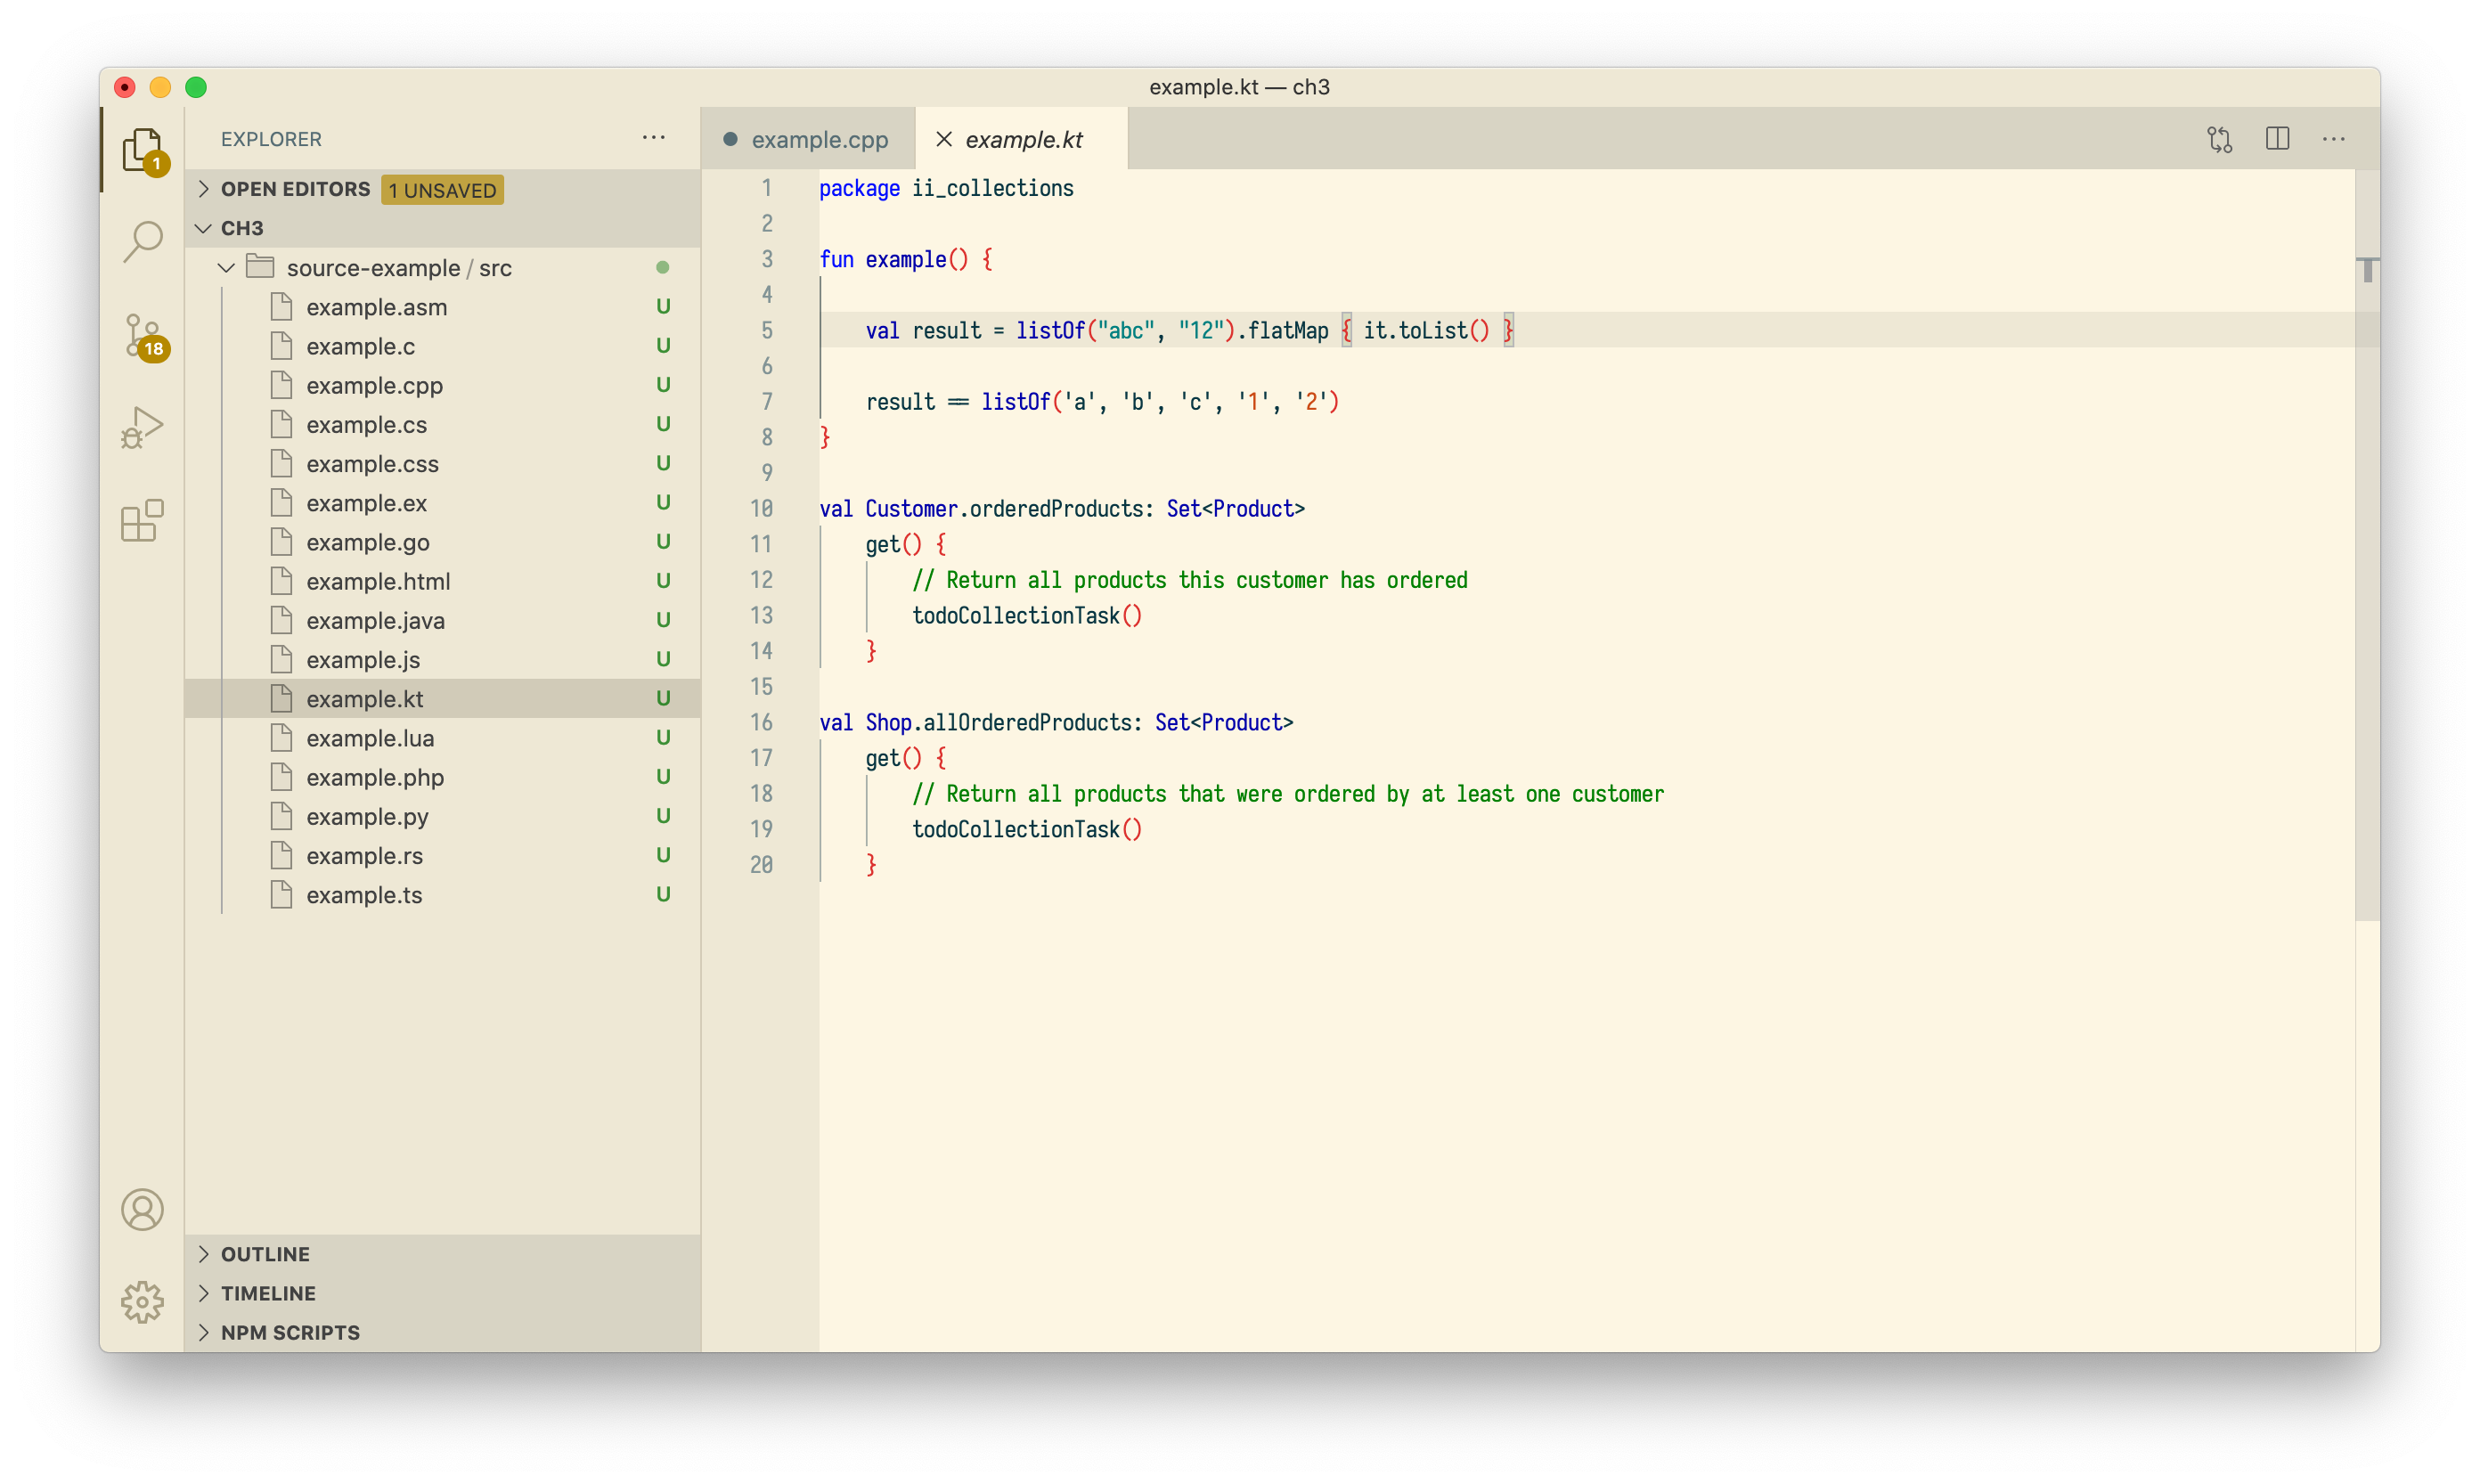 example.kt — ch3
EXPLORER
OPEN EDITORS 1 UNSAVED
CH3
source-example / src
example.asm U
example.c U
example.cpp U
example.cs U
example.css U
example.ex U
example.go U
example.html U
example.java U
example.js U
example.kt U
example.lua U
example.php U
example.py U
example.rs U
example.ts U
OUTLINE
TIMELINE
NPM SCRIPTS
1
18
example.cpp
example.kt
1 package ii_collections
2
3 fun example() {
4
5     val result = listOf("abc", "12").flatMap { it.toList() }
6
7     result == listOf('a', 'b', 'c', '1', '2')
8 }
9
10 val Customer.orderedProducts: Set<Product>
11     get() {
12         // Return all products this customer has ordered
13         todoCollectionTask()
14     }
15
16 val Shop.allOrderedProducts: Set<Product>
17     get() {
18         // Return all products that were ordered by at least one customer
19         todoCollectionTask()
20     }